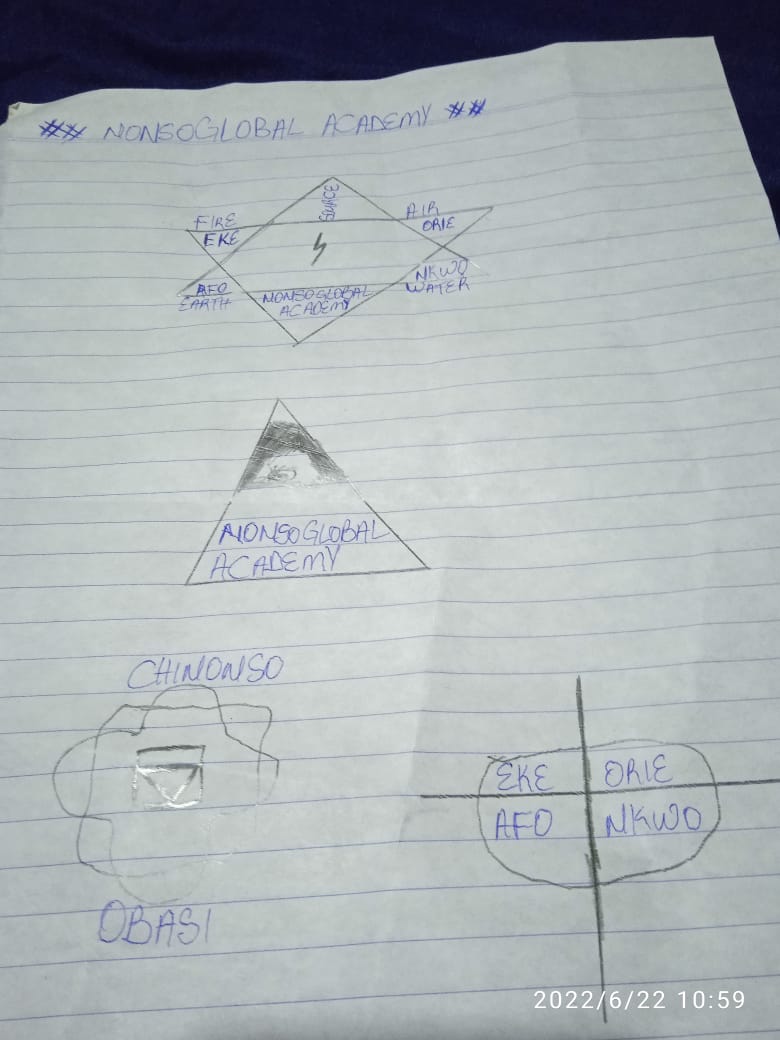 ## NONSOGLOBAL ACADEMY ##
SOURCE
FIRE
EKE
AIR
ORIE
AFO
EARTH
NONSOGLOBAL
ACADEMY
NKWO
WATER
NONSOGLOBAL
ACADEMY
CHINONSO
OBASI
EKE ORIE
AFO NKWO
2022/6/22 10:59